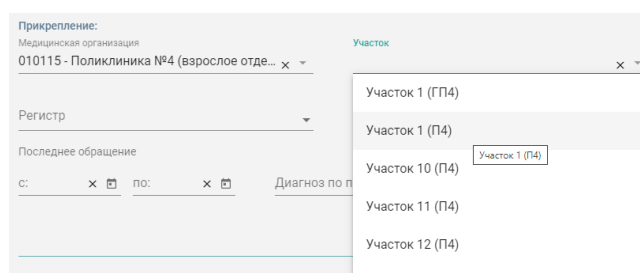 Прикрепление:
Медицинская организация
010115 - Поликлиника №4 (взрослое отде...
Участок
Участок 1 (ГП4)
Участок 1 (П4)
Участок 1 (П4)
Участок 10 (П4)
Участок 11 (П4)
Участок 12 (П4)
Регистр
Последнее обращение
с:
по:
Диагноз по п